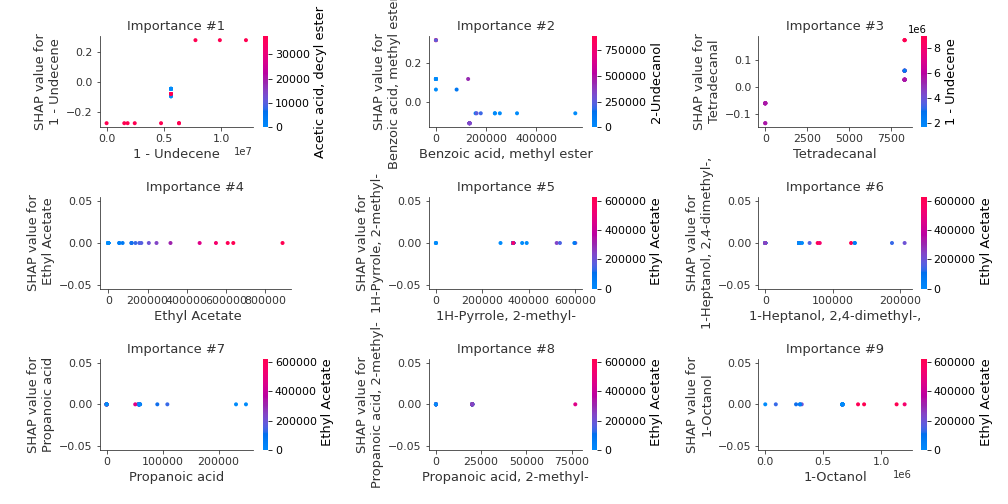 Importance #1
SHAP value for
1 - Undecene
0.2
0.0
−0.2
0.0
0.5
1.0
1e7
1 - Undecene
30000
20000
10000
0
Acetic acid, decyl ester
Importance #2
SHAP value for
Benzoic acid, methyl ester
0.2
0.0
0
200000
400000
Benzoic acid, methyl ester
750000
500000
250000
0
2-Undecanol
Importance #3
SHAP value for
Tetradecanal
0.1
0.0
−0.1
0
2500
5000
7500
Tetradecanal
1e6
8
6
4
2
1 - Undecene
Importance #4
SHAP value for
Ethyl Acetate
0.05
0.00
−0.05
0
200000
400000
600000
800000
Ethyl Acetate
Importance #5
SHAP value for
1H-Pyrrole, 2-methyl-
0.05
0.00
−0.05
0
200000
400000
600000
1H-Pyrrole, 2-methyl-
600000
400000
200000
0
Ethyl Acetate
Importance #6
SHAP value for
1-Heptanol, 2,4-dimethyl-,
0.05
0.00
−0.05
0
100000
200000
1-Heptanol, 2,4-dimethyl-,
600000
400000
200000
0
Ethyl Acetate
Importance #7
SHAP value for
Propanoic acid
0.05
0.00
−0.05
0
100000
200000
Propanoic acid
600000
400000
200000
0
Ethyl Acetate
Importance #8
SHAP value for
Propanoic acid, 2-methyl-
0.05
0.00
−0.05
0
25000
50000
75000
Propanoic acid, 2-methyl-
600000
400000
200000
0
Ethyl Acetate
Importance #9
SHAP value for
1-Octanol
0.05
0.00
−0.05
0.0
0.5
1.0
1e6
1-Octanol
600000
400000
200000
0
Ethyl Acetate